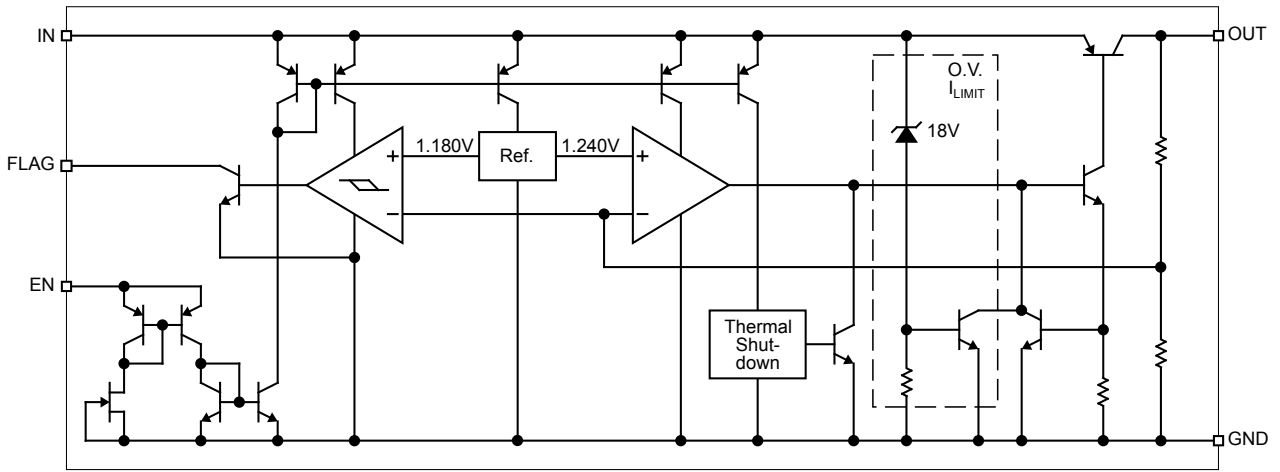 IN
OUT
O.V.
I_LIMIT
18V
FLAG
+
1.180V
Ref.
1.240V
+
−
−
EN
Thermal
Shut-
down
GND